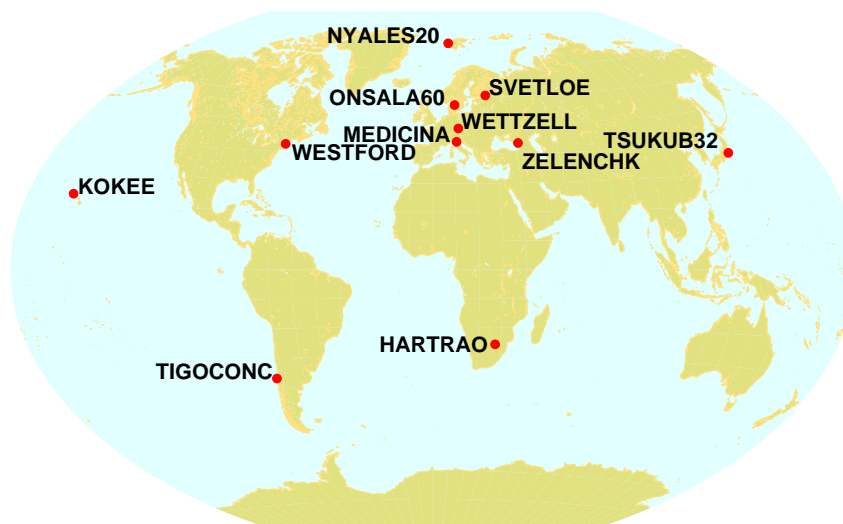 NYALES20
SVETLOE
ONSALA60
WETTZELL
MEDICINA
TSUKUB32
WESTFORD
ZELENCHK
KOKEE
HARTRAO
TIGOCONC